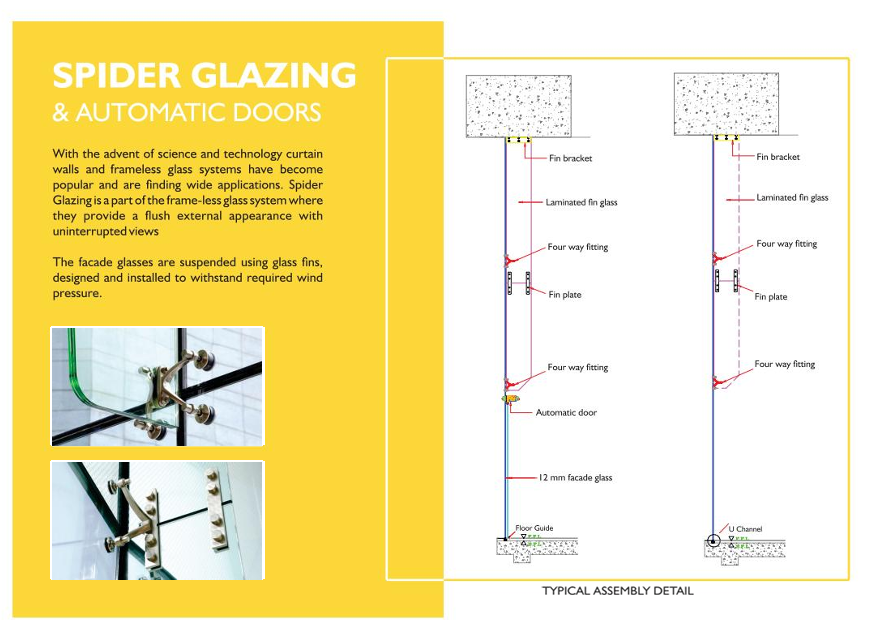 SPIDER GLAZING
& AUTOMATIC DOORS
With the advent of science and technology curtain
walls and frameless glass systems have become
popular and are finding wide applications. Spider
Glazing is a part of the frame-less glass system where
they provide a flush external appearance with
uninterrupted views
The facade glasses are suspended using glass fins,
designed and installed to withstand required wind
pressure.
Fin bracket
Laminated fin glass
Four way fitting
Fin plate
Four way fitting
Automatic door
12 mm facade glass
Floor Guide
Fin bracket
Laminated fin glass
Four way fitting
Fin plate
Four way fitting
U Channel
TYPICAL ASSEMBLY DETAIL